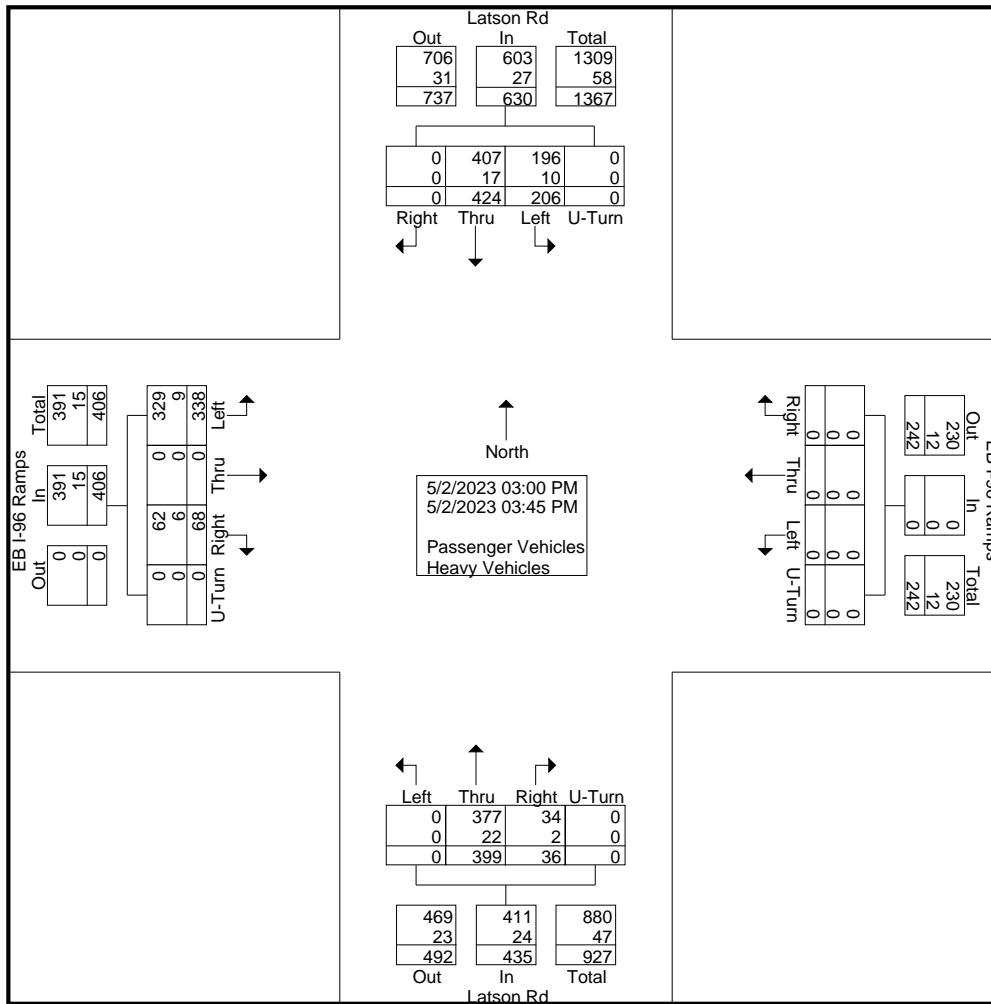 Latson Rd
Out In Total
706 603 1309
31 27 58
737 630 1367
0 407 196 0
0 17 10 0
0 424 206 0
Right Thru Left U-Turn
EB I-96 Ramps
Total In Out
391 391 0
15 15 0
406 406 0
329 0 62 0
9 0 6 0
338 0 68 0
Left Thru Right U-Turn
North
5/2/2023 03:00 PM
5/2/2023 03:45 PM
Passenger Vehicles
Heavy Vehicles
Right Thru Left U-Turn
0 0 0 0
0 0 0 0
0 0 0 0
Out In Total
230 0 230
12 0 12
242 0 242
Ramps
Left Thru Right U-Turn
0 377 34 0
0 22 2 0
0 399 36 0
469 411 880
23 24 47
492 435 927
Out In Total
Latson Rd